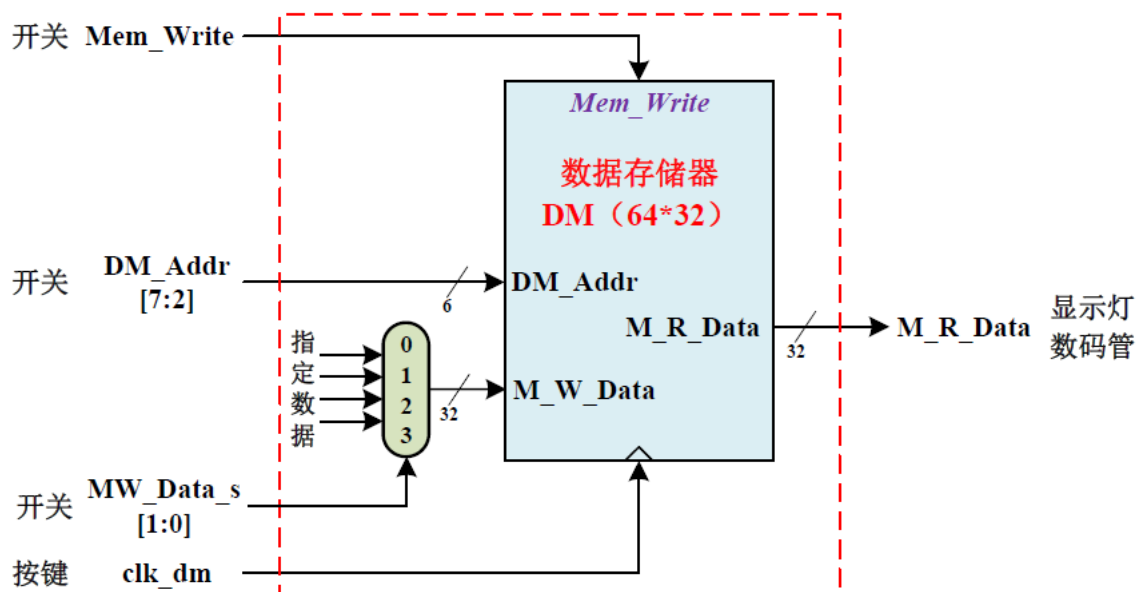 开关 Mem_Write
Mem_Write
数据存储器
DM（64*32）
开关 DM_Addr
[7:2]
6
DM_Addr
M_R_Data
32
M_R_Data
显示灯
数码管
指定数据
0
1
2
3
32
M_W_Data
开关 MW_Data_s
[1:0]
按键 clk_dm